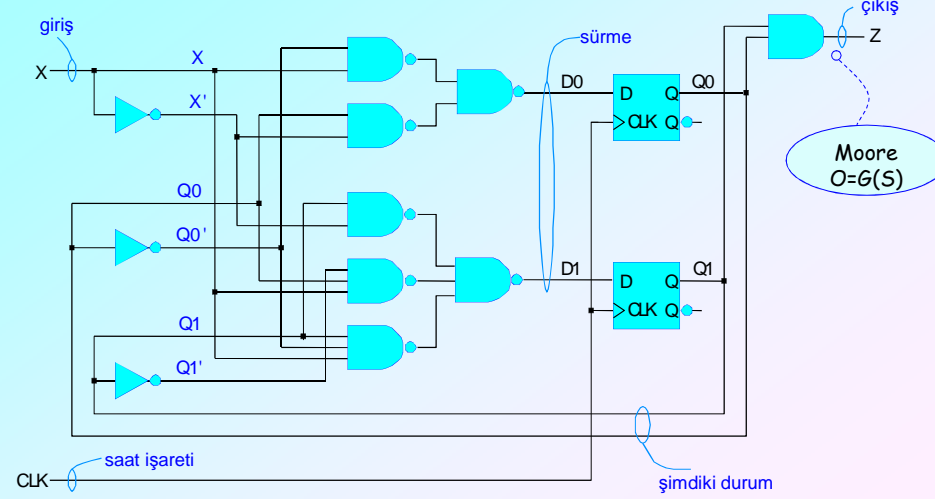 giriş
çıkış
X
X
Z
sürme
X'
D0
D
Q
Q0
CLK
Q
Moore
O=G(S)
Q0
Q0'
D1
D
Q
Q1
CLK
Q
Q1
Q1'
saat işareti
CLK
şimdiki durum